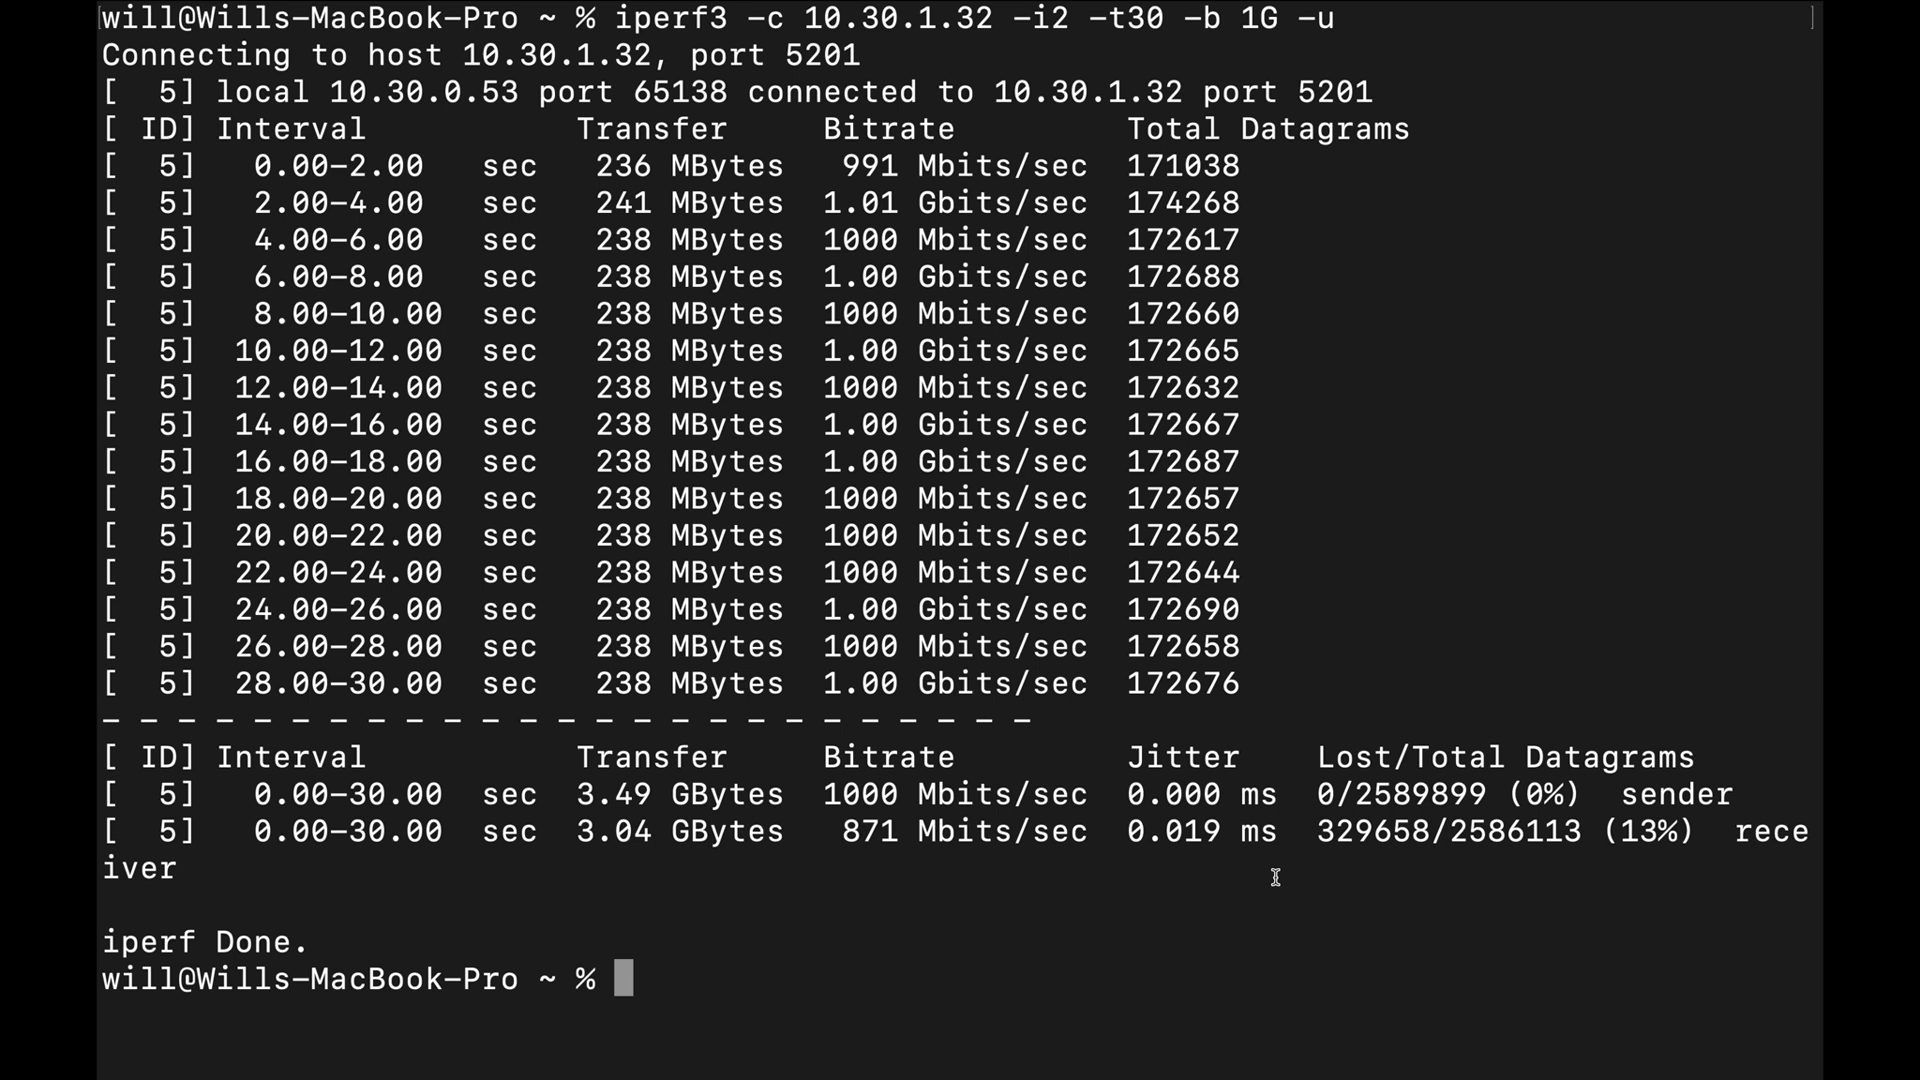 will@Wills-MacBook-Pro ~ % iperf3 -c 10.30.1.32 -i2 -t30 -b 1G -u
Connecting to host 10.30.1.32, port 5201
[  5] local 10.30.0.53 port 65138 connected to 10.30.1.32 port 5201
[ ID] Interval           Transfer     Bitrate         Total Datagrams
[  5]   0.00-2.00   sec   236 MBytes   991 Mbits/sec  171038
[  5]   2.00-4.00   sec   241 MBytes  1.01 Gbits/sec  174268
[  5]   4.00-6.00   sec   238 MBytes  1000 Mbits/sec  172617
[  5]   6.00-8.00   sec   238 MBytes  1.00 Gbits/sec  172688
[  5]   8.00-10.00  sec   238 MBytes  1000 Mbits/sec  172660
[  5]  10.00-12.00  sec   238 MBytes  1.00 Gbits/sec  172665
[  5]  12.00-14.00  sec   238 MBytes  1000 Mbits/sec  172632
[  5]  14.00-16.00  sec   238 MBytes  1.00 Gbits/sec  172667
[  5]  16.00-18.00  sec   238 MBytes  1.00 Gbits/sec  172687
[  5]  18.00-20.00  sec   238 MBytes  1000 Mbits/sec  172657
[  5]  20.00-22.00  sec   238 MBytes  1000 Mbits/sec  172652
[  5]  22.00-24.00  sec   238 MBytes  1000 Mbits/sec  172644
[  5]  24.00-26.00  sec   238 MBytes  1.00 Gbits/sec  172690
[  5]  26.00-28.00  sec   238 MBytes  1000 Mbits/sec  172658
[  5]  28.00-30.00  sec   238 MBytes  1.00 Gbits/sec  172676
- - - - - - - - - - - - - - - - - - - - - - - - -
[ ID] Interval           Transfer     Bitrate         Jitter    Lost/Total Datagrams
[  5]   0.00-30.00  sec  3.49 GBytes  1000 Mbits/sec  0.000 ms  0/2589899 (0%)  sender
[  5]   0.00-30.00  sec  3.04 GBytes   871 Mbits/sec  0.019 ms  329658/2586113 (13%)  rece
iver
iperf Done.
will@Wills-MacBook-Pro ~ %